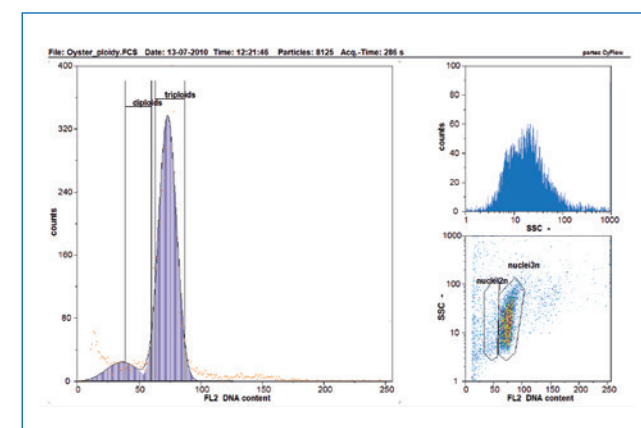 File: Oyster_ploidy.FCS Date: 13-07-2010 Time: 12:21:46 Particles: 8125 Acq.-Time: 286 s
partec CyFlow
400
320
240
160
80
0
counts
diploids
triploids
0 50 100 150 200 250
FL2 DNA content
100
80
60
40
20
0
counts
1 10 100 1000
SSC -
1000
100
10
1
SSC -
nuclei3n
nuclei2n
0 50 100 150 200 250
FL2 DNA content